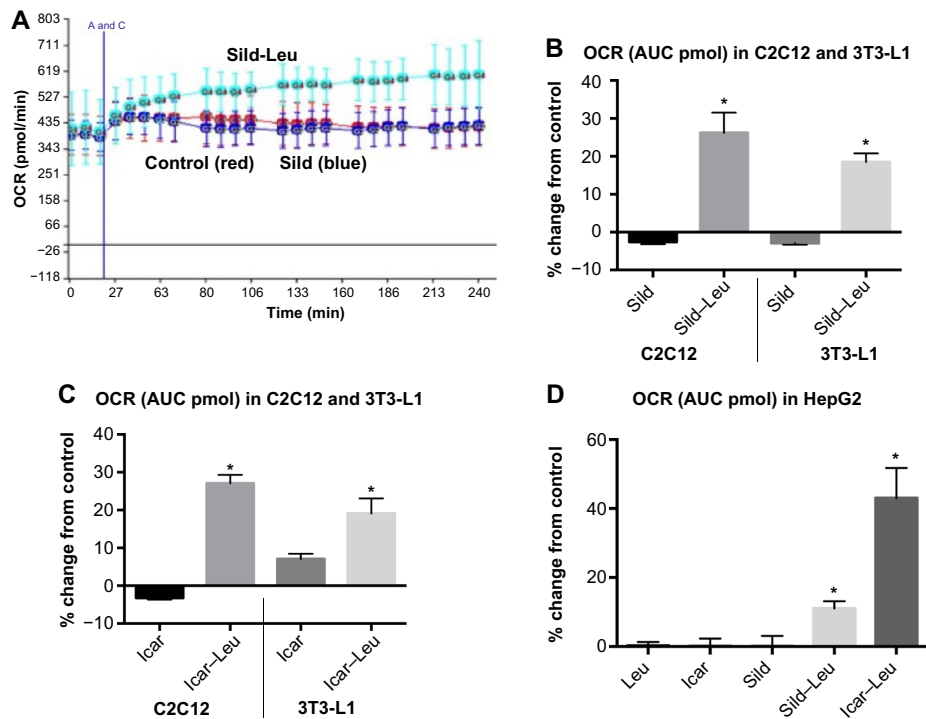 A
803
711
619
527
435
343
251
158
66
−26
−118
OCR (pmol/min)
A and C
Sild-Leu
Control (red)
Sild (blue)
0 27 63 80 106 133 160 186 213 240
Time (min)
B
OCR (AUC pmol) in C2C12 and 3T3-L1
% change from control
40
30
20
10
0
−10
*
*
Sild
Sild–Leu
Sild
Sild–Leu
C2C12
3T3-L1
C
OCR (AUC pmol) in C2C12 and 3T3-L1
% change from control
40
30
20
10
0
−10
*
*
Icar
Icar–Leu
Icar
Icar–Leu
C2C12
3T3-L1
D
OCR (AUC pmol) in HepG2
% change from control
60
40
20
0
*
*
Leu
Icar
Sild
Sild–Leu
Icar–Leu